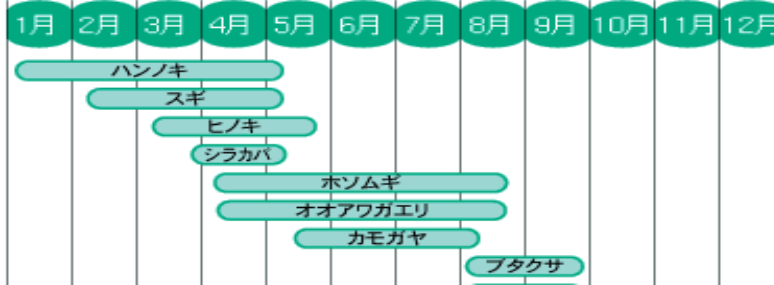 1月 2月 3月 4月 5月 6月 7月 8月 9月 10月 11月 12月
ハンノキ
スギ
ヒノキ
シラカバ
ホソムギ
オオアワガエリ
カモガヤ
ブタクサ